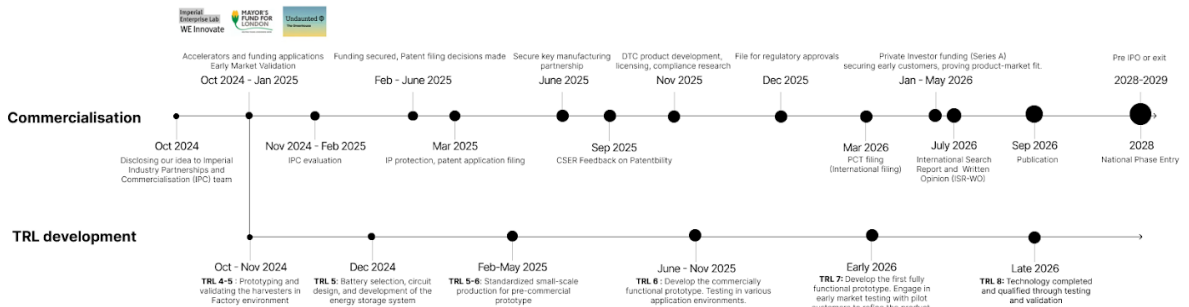 Imperial
Enterprise Lab
WE Innovate
MAYOR'S
FUND FOR
LONDON
Undaunted
The Greenhouse
Accelerators and funding applications
Early Market Validation
Oct 2024 - Jan 2025
Funding secured, Patent filing decisions made
Feb - June 2025
Secure key manufacturing
partnership
June 2025
DTC product development,
licensing, compliance research
Nov 2025
File for regulatory approvals
Dec 2025
Private Investor funding (Series A)
securing early customers, proving product-market fit.
Jan - May 2026
Pre IPO or exit
2028-2029
Commercialisation
Oct 2024
Disclosing our idea to Imperial
Industry Partnerships and
Commercialisation (IPC) team
Nov 2024 - Feb 2025
IPC evaluation
Mar 2025
IP protection, patent application filing
Sep 2025
CSER Feedback on Patentbility
Mar 2026
PCT filing
(International filing)
July 2026
International Search
Report and Written
Opinion (ISR-WO)
Sep 2026
Publication
2028
National Phase Entry
TRL development
Oct - Nov 2024
TRL 4-5 : Prototyping and
validating the harvesters in
Factory environment
Dec 2024
TRL 5: Battery selection, circuit
design, and development of the
energy storage system
Feb-May 2025
TRL 5-6: Standardized small-scale
production for pre-commercial
prototype
June - Nov 2025
TRL 6 : Develop the commercially
functional prototype. Testing in various
application environments.
Early 2026
TRL 7: Develop the first fully
functional prototype. Engage in
early market testing with pilot
Late 2026
TRL 8: Technology completed
and qualified through testing
and validation